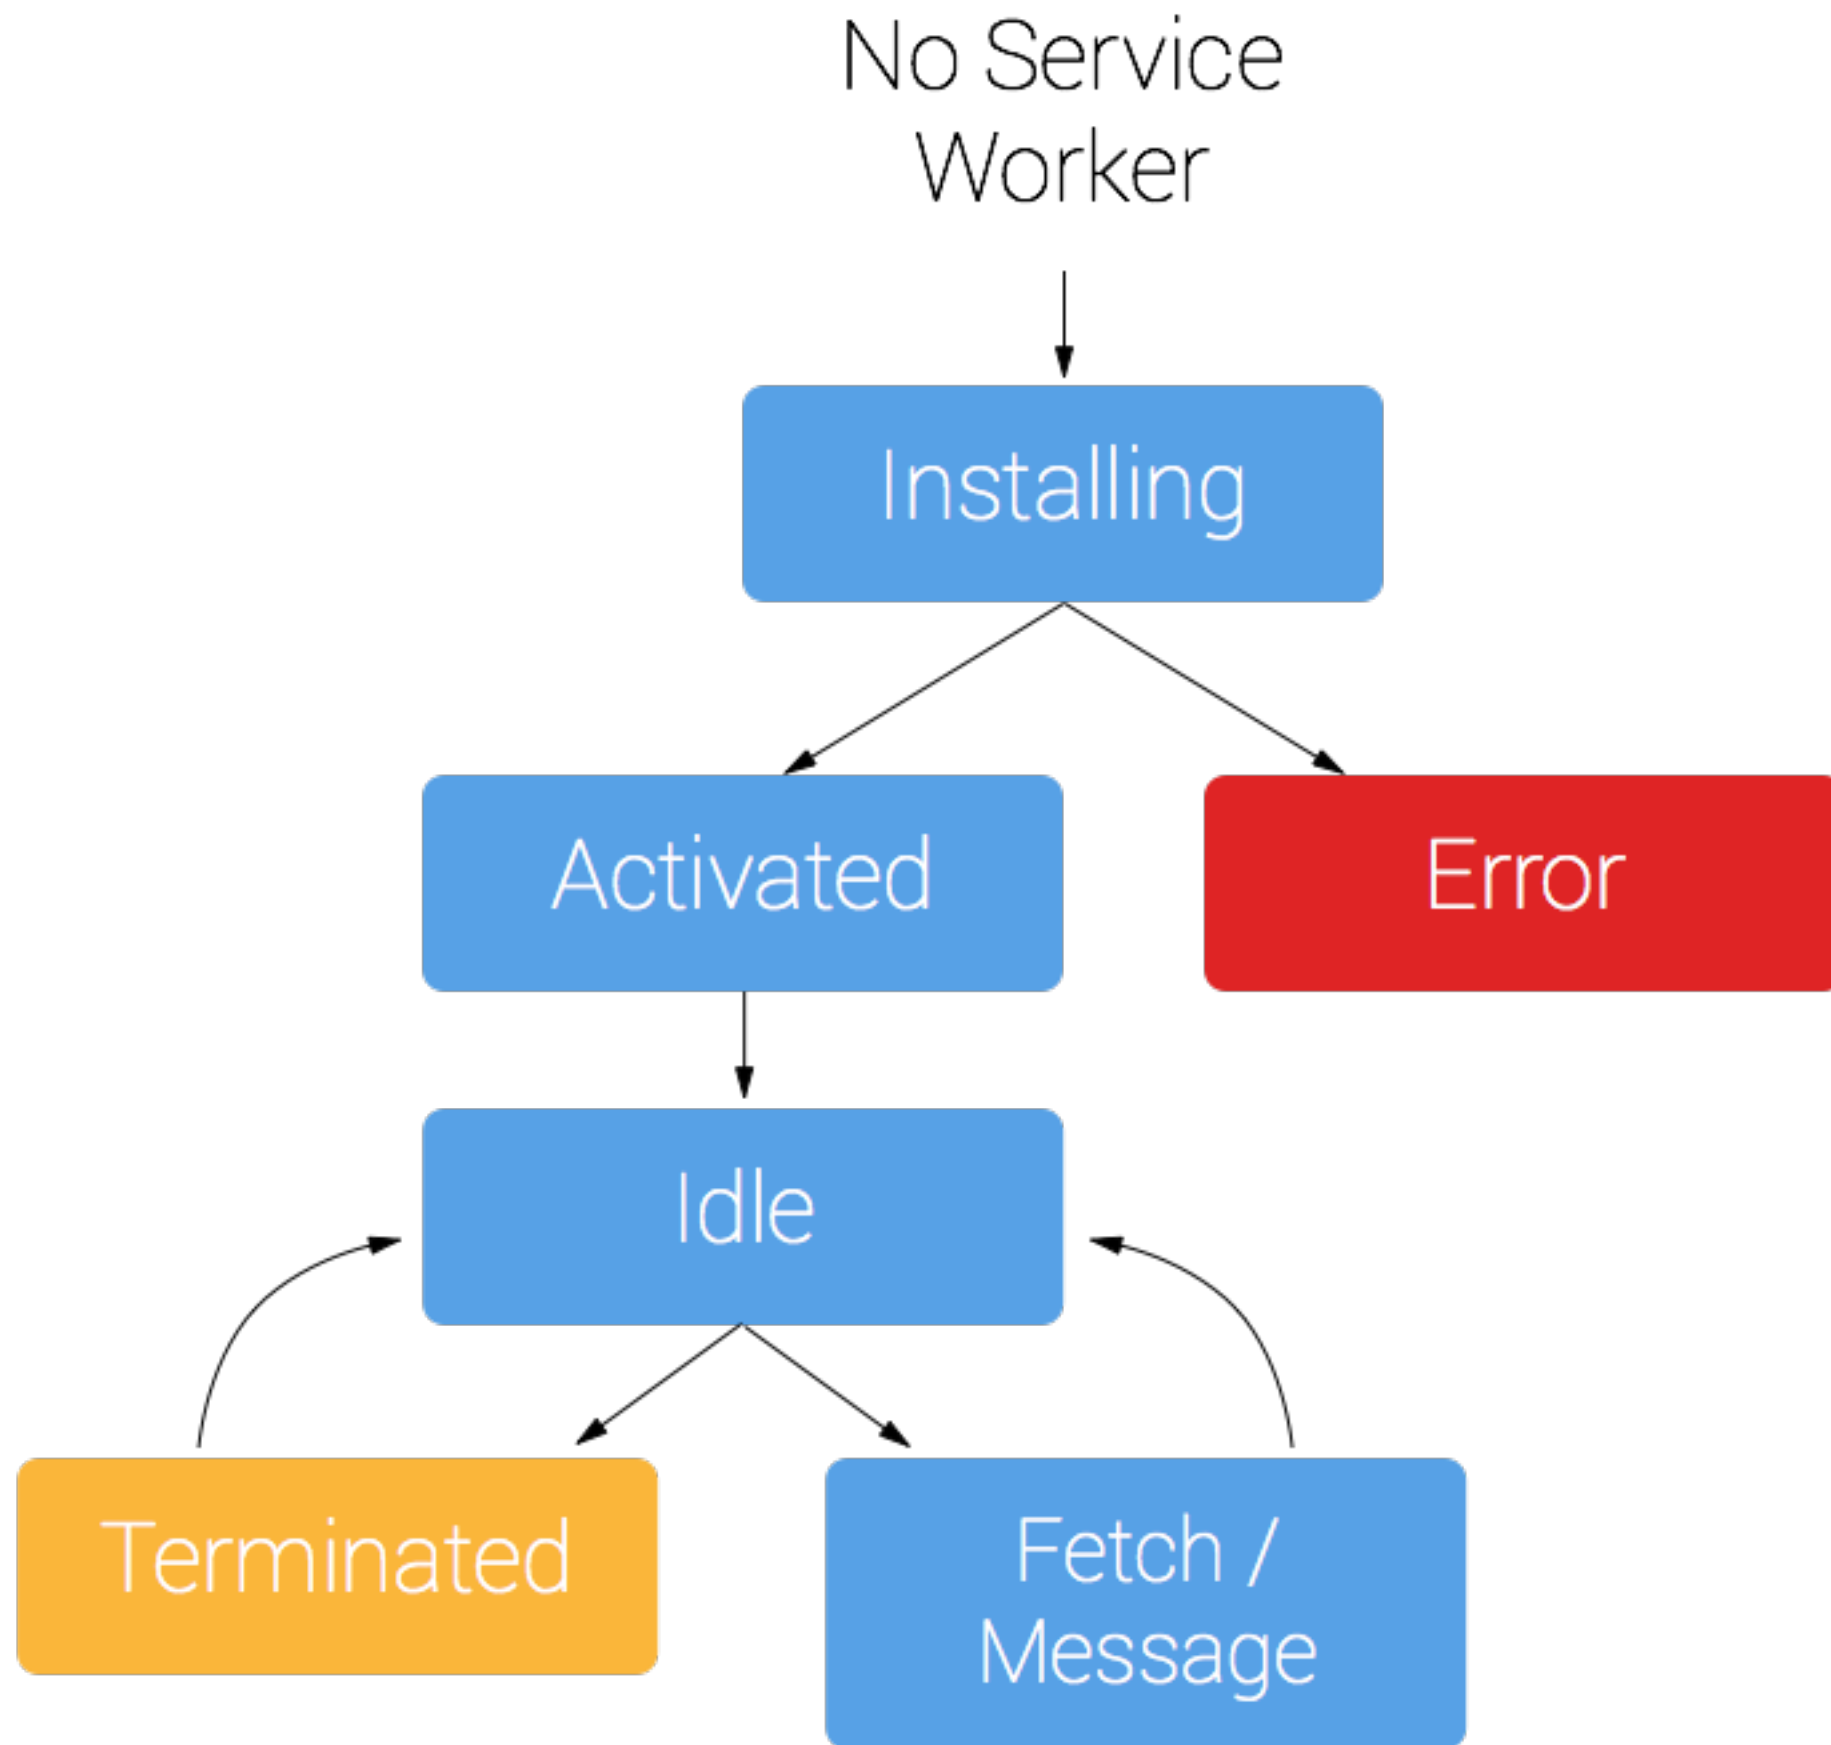 No Service
Worker
Installing
Activated
Error
Idle
Terminated
Fetch /
Message